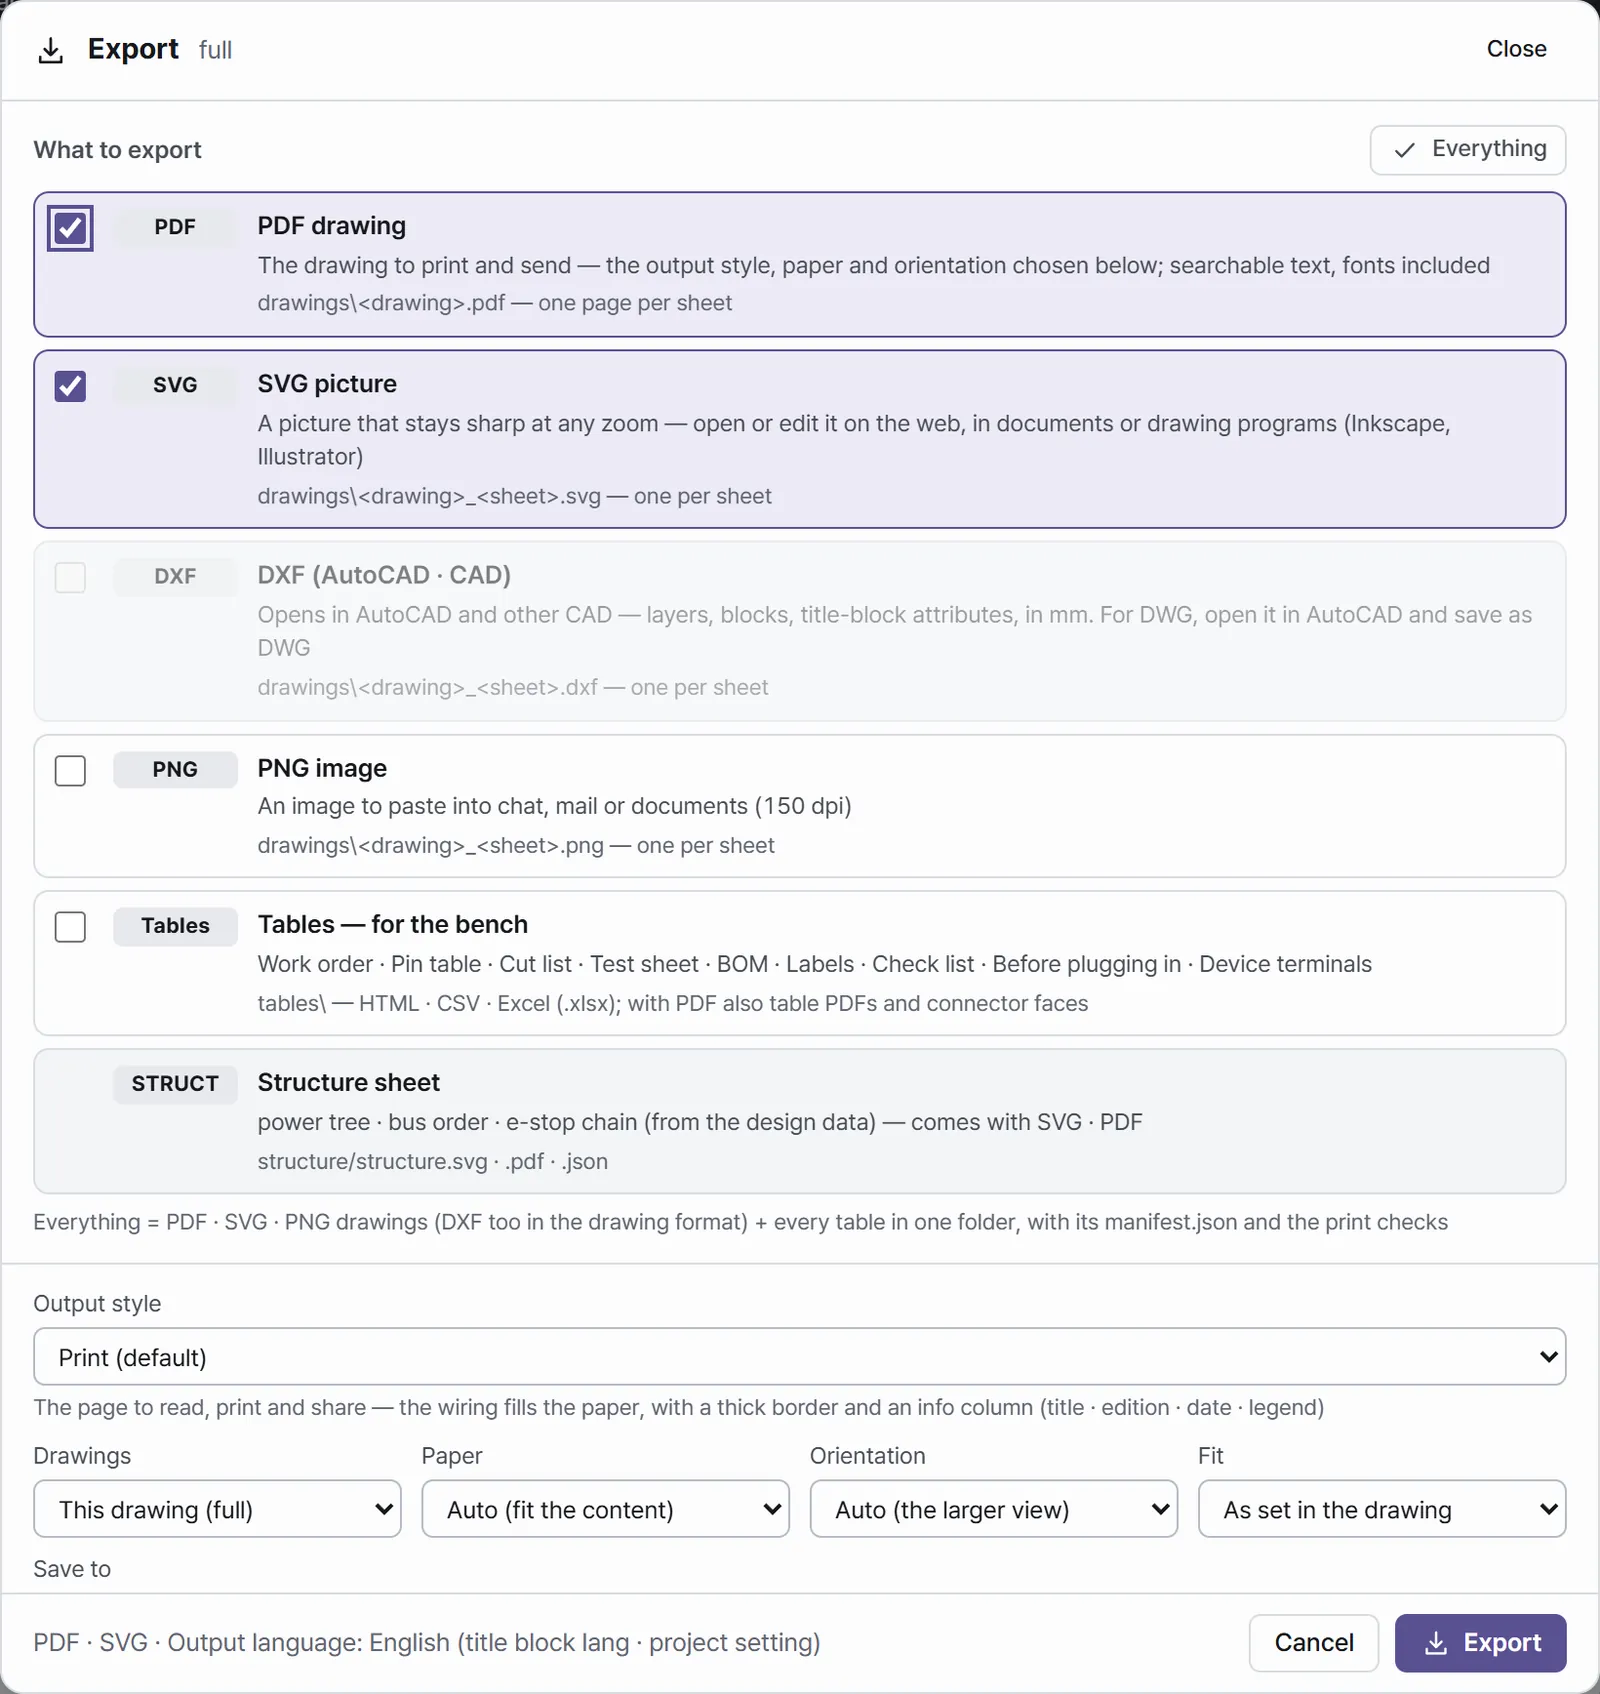 Export full
Close
What to export
Everything
PDF
PDF drawing
The drawing to print and send — the output style, paper and orientation chosen below; searchable text, fonts included
drawings\<drawing>.pdf — one page per sheet
SVG
SVG picture
A picture that stays sharp at any zoom — open or edit it on the web, in documents or drawing programs (Inkscape,
Illustrator)
drawings\<drawing>_<sheet>.svg — one per sheet
DXF
DXF (AutoCAD · CAD)
Opens in AutoCAD and other CAD — layers, blocks, title-block attributes, in mm. For DWG, open it in AutoCAD and save as
DWG
drawings\<drawing>_<sheet>.dxf — one per sheet
PNG
PNG image
An image to paste into chat, mail or documents (150 dpi)
drawings\<drawing>_<sheet>.png — one per sheet
Tables
Tables — for the bench
Work order · Pin table · Cut list · Test sheet · BOM · Labels · Check list · Before plugging in · Device terminals
tables\ — HTML · CSV · Excel (.xlsx); with PDF also table PDFs and connector faces
STRUCT
Structure sheet
power tree · bus order · e-stop chain (from the design data) — comes with SVG · PDF
structure/structure.svg · .pdf · .json
Everything = PDF · SVG · PNG drawings (DXF too in the drawing format) + every table in one folder, with its manifest.json and the print checks
Output style
Print (default)
The page to read, print and share — the wiring fills the paper, with a thick border and an info column (title · edition · date · legend)
Drawings
Paper
Orientation
Fit
This drawing (full)
Auto (fit the content)
Auto (the larger view)
As set in the drawing
Save to
PDF · SVG · Output language: English (title block lang · project setting)
Cancel
Export